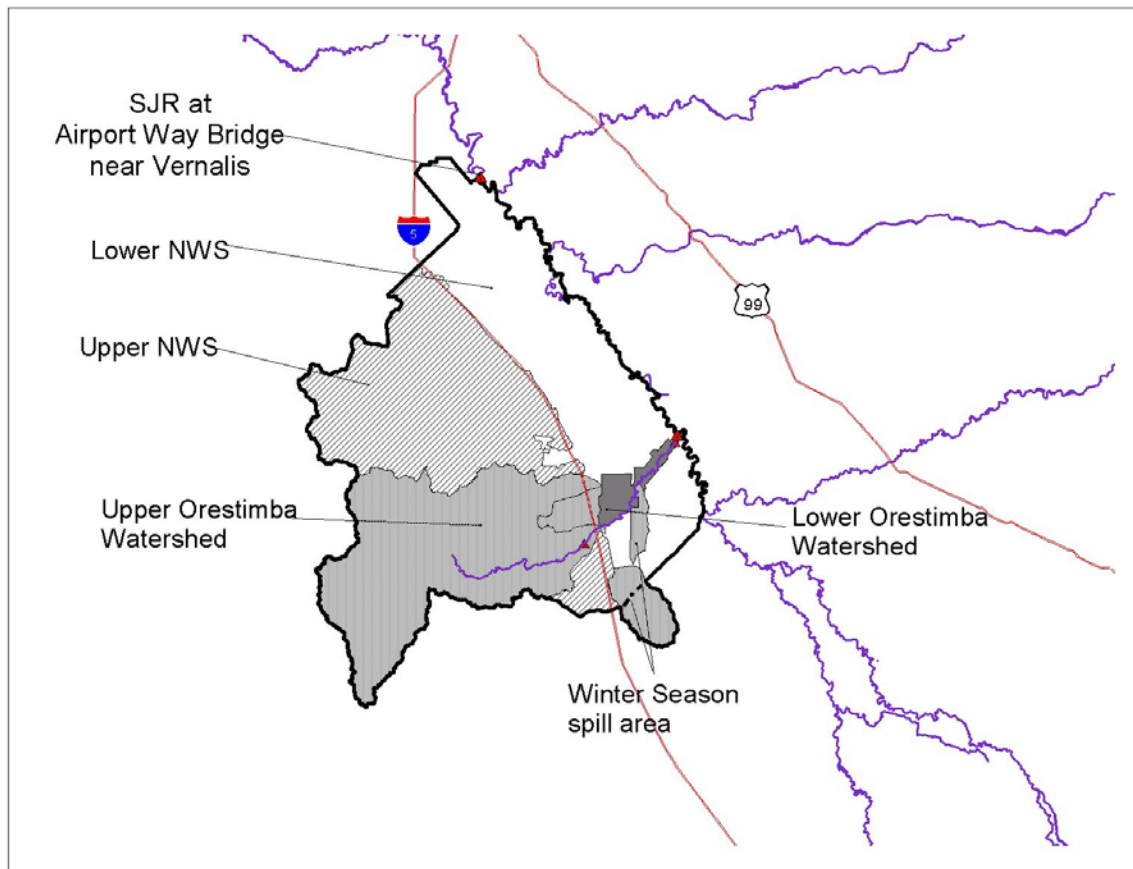 SJR at
Airport Way Bridge
near Vernalis
5
Lower NWS
99
Upper NWS
Upper Orestimba
Watershed
Lower Orestimba
Watershed
Winter Season
spill area